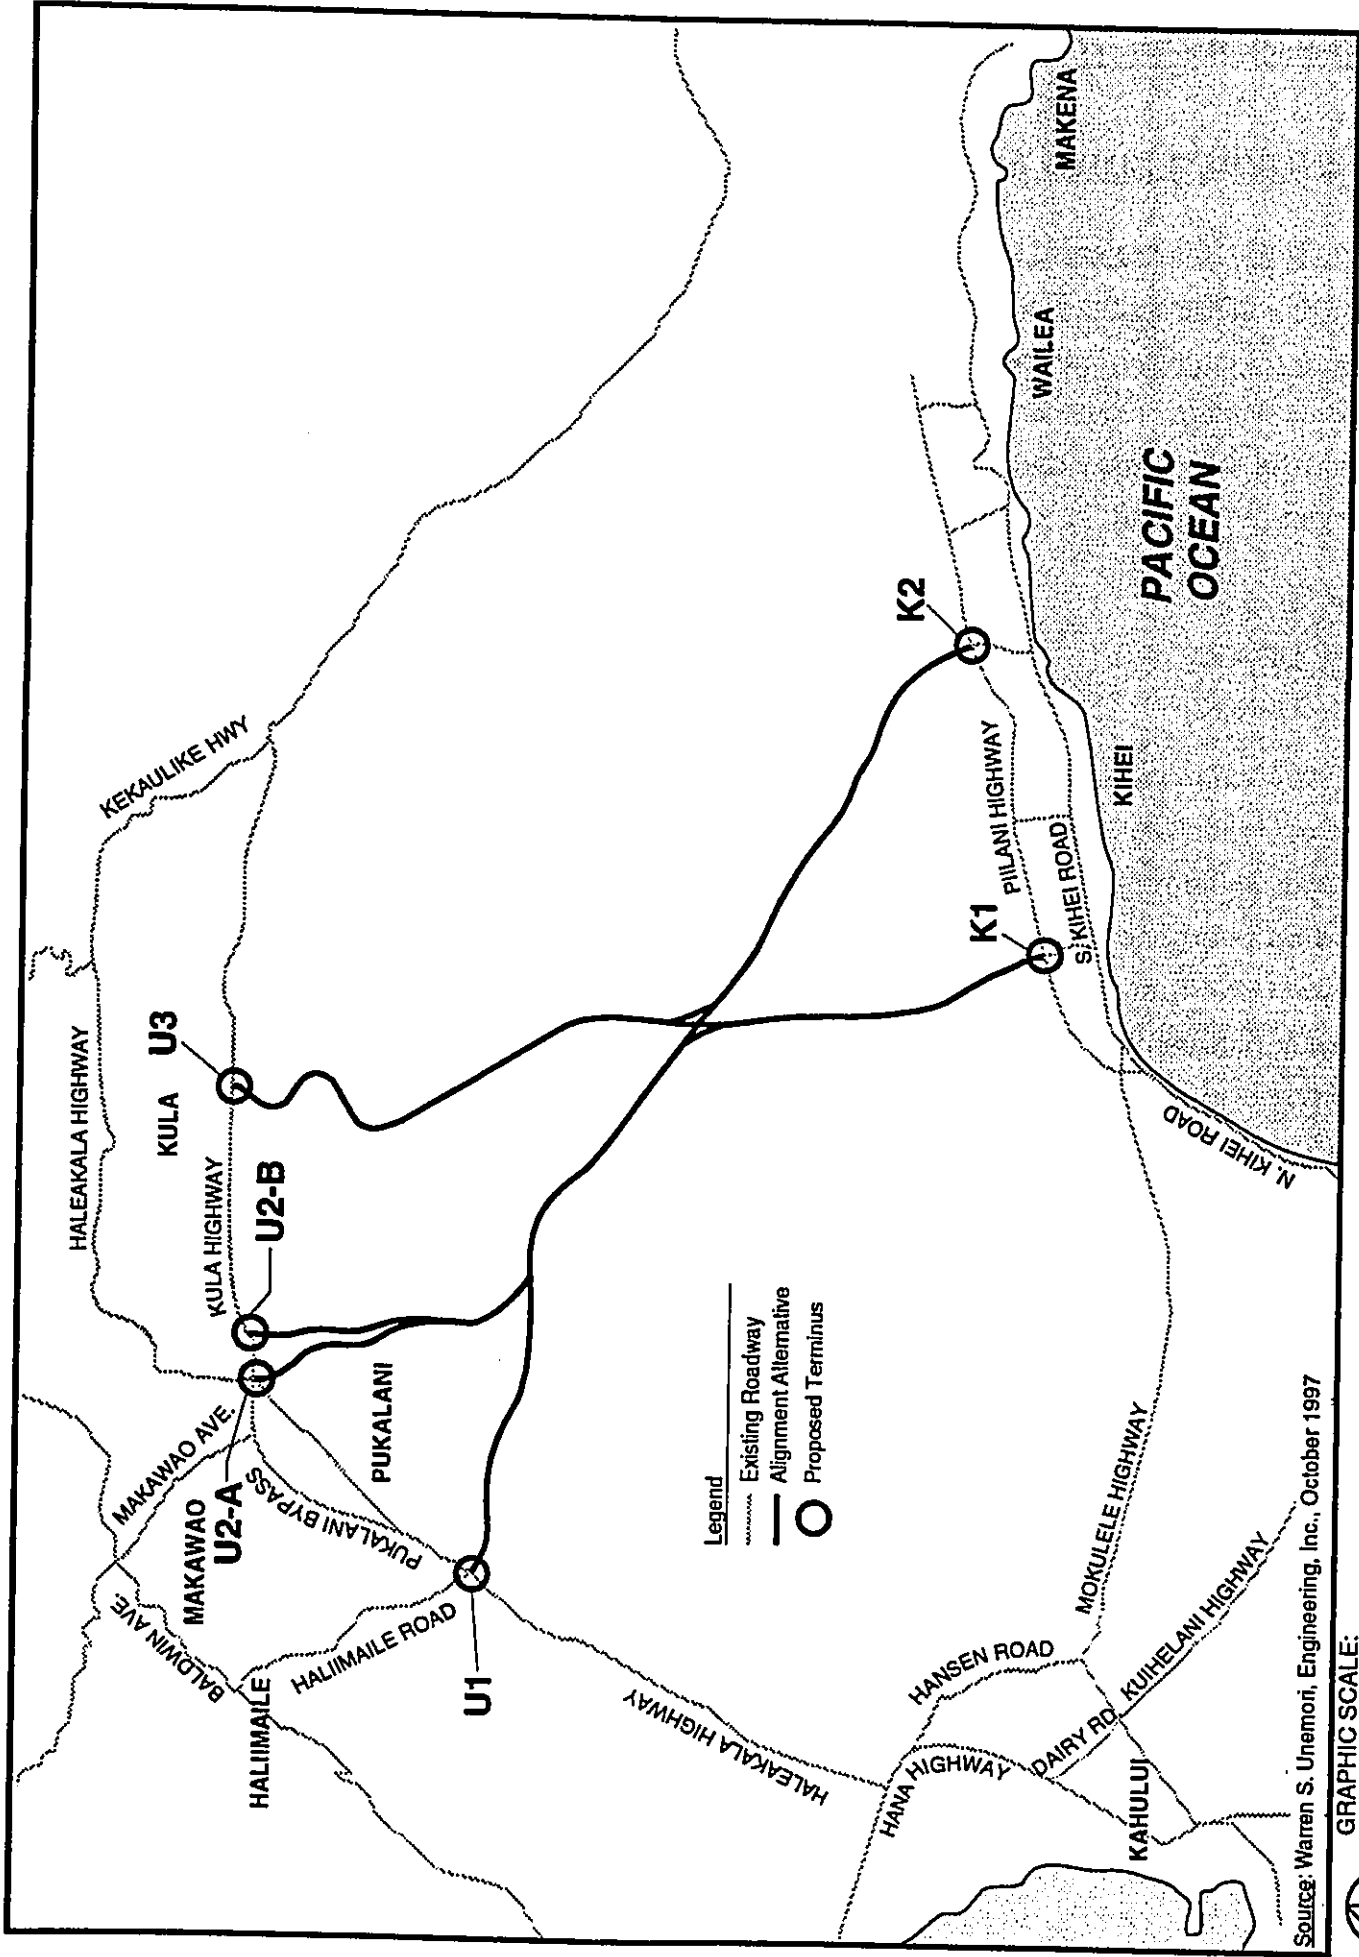 HALEAKALA HIGHWAY
KEKAULIKE HWY
KULA
U3
KULA HIGHWAY
U2-B
MAKAWAO AVE.
MAKAWAO
U2-A
BALDWIN AVE.
PUKALANI BYPASS
PUKALANI
HALIIMAILE
HALIIMAILE ROAD
U1
HALEAKALA HIGHWAY
Legend
Existing Roadway
Alignment Alternative
Proposed Terminus
K2
PIILANI HIGHWAY
K1
S. KIHEI ROAD
KIHEI
WAILEA
MAKENA
PACIFIC
OCEAN
N. KIHEI ROAD
MOKULELE HIGHWAY
HANSEN ROAD
HANA HIGHWAY
DAIRY RD.
KUIHELANI HIGHWAY
KAHULUI
Source: Warren S. Unemori, Engineering, Inc., October 1997
GRAPHIC SCALE: